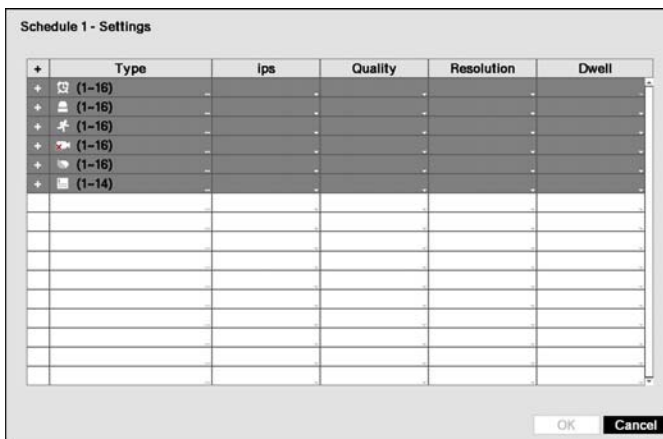 Schedule 1 - Settings
+ Type ips Quality Resolution Dwell
+ (1~16)
+ (1~16)
+ (1~16)
+ (1~16)
+ (1~16)
+ (1~14)
OK Cancel